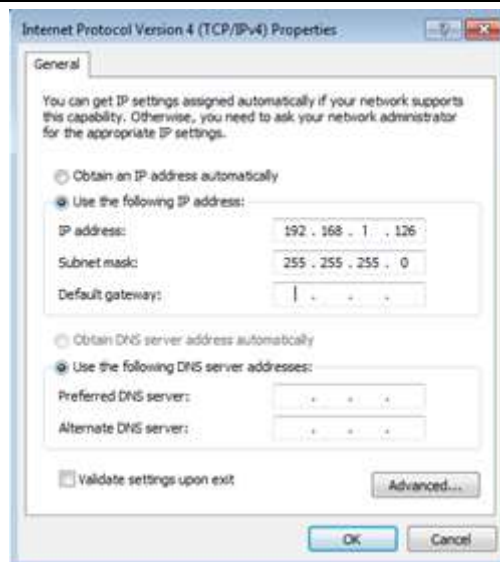 Internet Protocol Version 4 (TCP/IPv4) Properties
General
You can get IP settings assigned automatically if your network supports
this capability. Otherwise, you need to ask your network administrator
for the appropriate IP settings.
Obtain an IP address automatically
Use the following IP address:
IP address: 192 . 168 . 1 . 126
Subnet mask: 255 . 255 . 255 . 0
Default gateway: . . .
Obtain DNS server address automatically
Use the following DNS server addresses:
Preferred DNS server: . . .
Alternate DNS server: . . .
Validate settings upon exit
Advanced...
OK Cancel